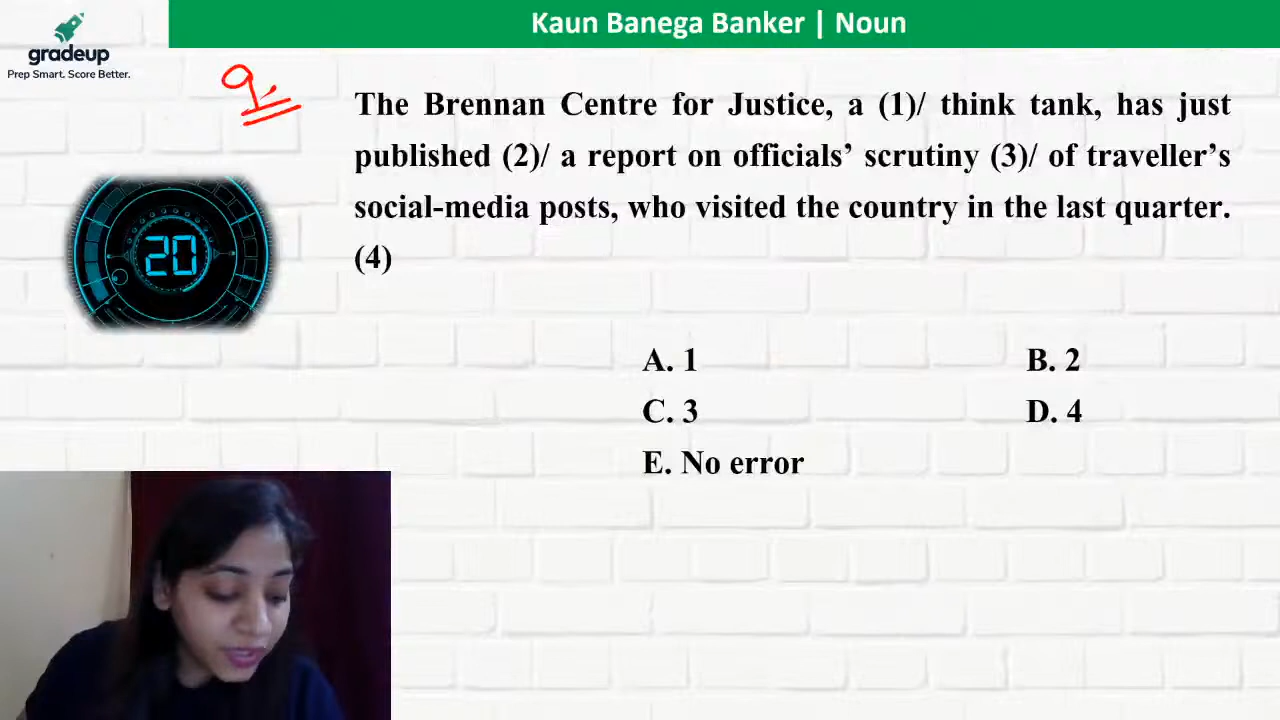 Kaun Banega Banker | Noun
gradeup
Prep Smart. Score Better.
9
The Brennan Centre for Justice, a (1)/ think tank, has just
published (2)/ a report on officials’ scrutiny (3)/ of traveller’s
social-media posts, who visited the country in the last quarter.
(4)
20
A. 1
B. 2
C. 3
D. 4
E. No error